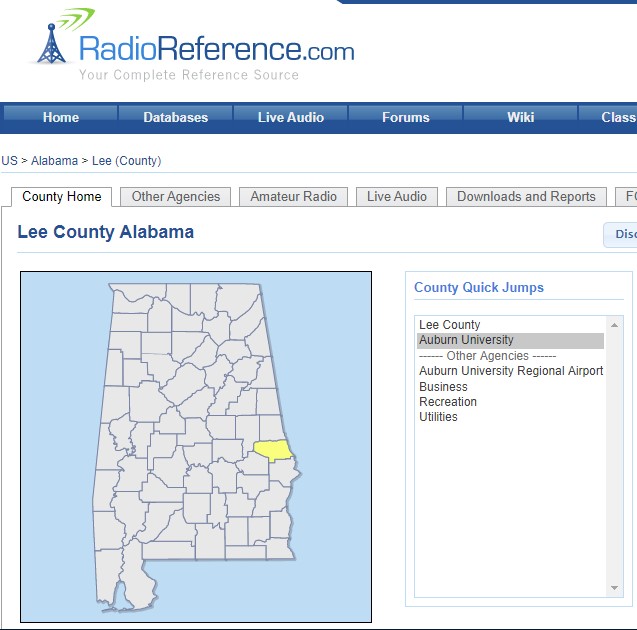 RadioReference.com
Your Complete Reference Source
Home Databases Live Audio Forums Wiki Class
US > Alabama > Lee (County)
County Home Other Agencies Amateur Radio Live Audio Downloads and Reports FC
Lee County Alabama
Disc
County Quick Jumps
Lee County
Auburn University
------ Other Agencies ------
Auburn University Regional Airport
Business
Recreation
Utilities